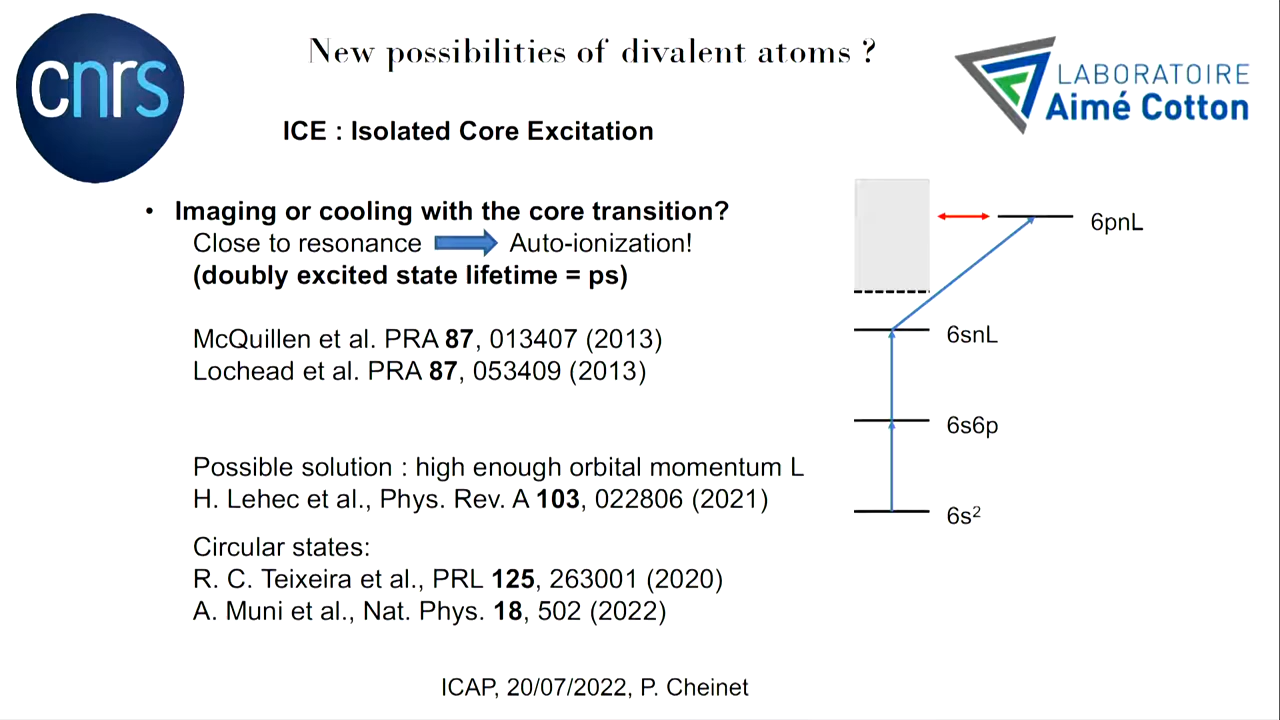 cnrs
New possibilities of divalent atoms ?
LABORATOIRE
Aimé Cotton
ICE : Isolated Core Excitation
• Imaging or cooling with the core transition?
Close to resonance Auto-ionization!
(doubly excited state lifetime = ps)
McQuillen et al. PRA 87, 013407 (2013)
Lochead et al. PRA 87, 053409 (2013)
Possible solution : high enough orbital momentum L
H. Lehec et al., Phys. Rev. A 103, 022806 (2021)
Circular states:
R. C. Teixeira et al., PRL 125, 263001 (2020)
A. Muni et al., Nat. Phys. 18, 502 (2022)
6pnL
6snL
6s6p
6s²
ICAP, 20/07/2022, P. Cheinet